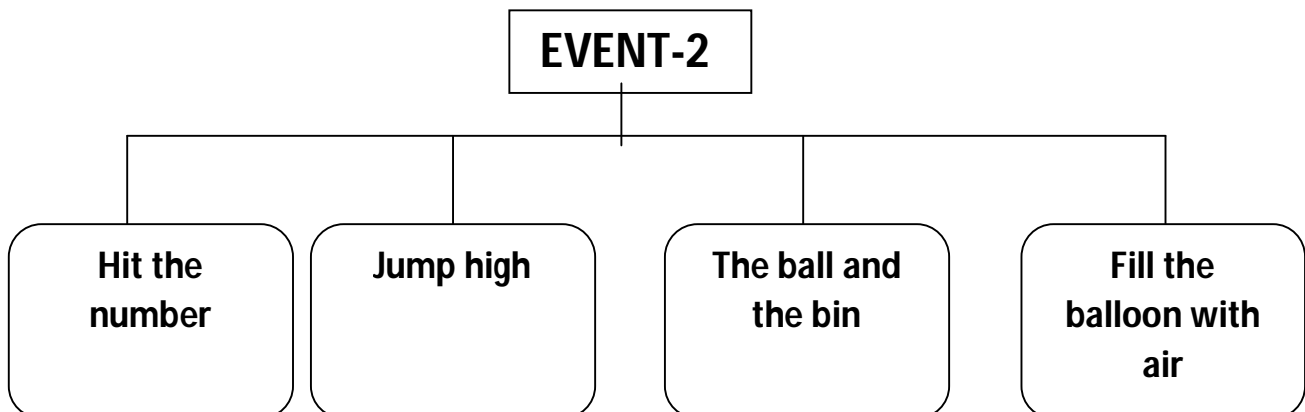 EVENT-2
Hit the
number
Jump high
The ball and
the bin
Fill the
balloon with
air